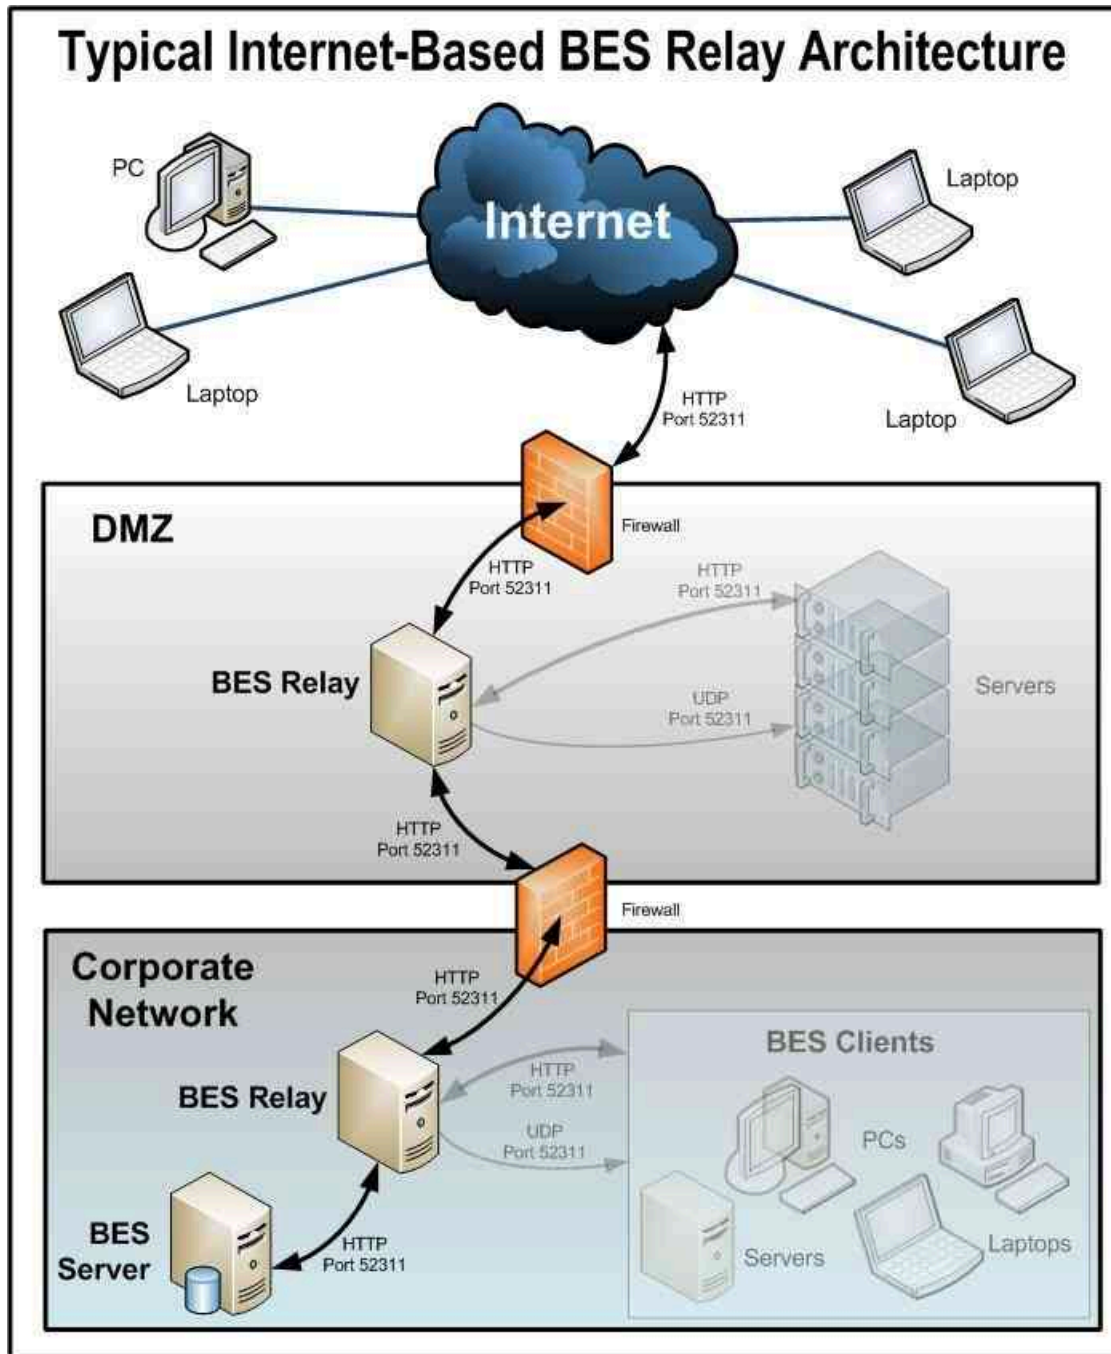 Typical Internet-Based BES Relay Architecture
PC
Laptop
Internet
Laptop
Laptop
HTTP
Port 52311
DMZ
Firewall
HTTP
Port 52311
HTTP
Port 52311
BES Relay
Servers
UDP
Port 52311
HTTP
Port 52311
Firewall
Corporate
Network
HTTP
Port 52311
BES Clients
BES Relay
HTTP
Port 52311
PCs
UDP
Port 52311
BES
Server
HTTP
Port 52311
Servers
Laptops